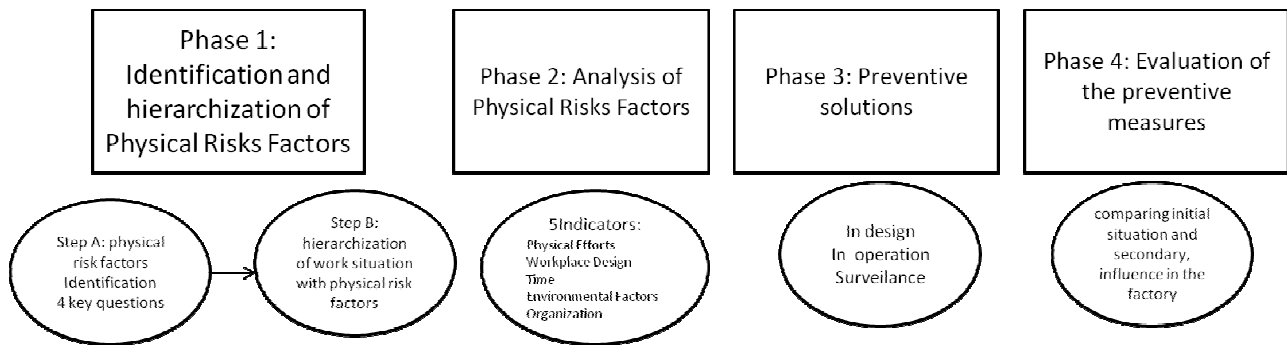 Phase 1:
Identification and
hierarchization of
Physical Risks Factors
Phase 2: Analysis of
Physical Risks Factors
Phase 3: Preventive
solutions
Phase 4: Evaluation of
the preventive
measures
Step A: physical
risk factors
Identification
4 key questions
Step B:
hierarchization
of work situation
with physical risk
factors
5Indicators:
Physical Efforts
Workplace Design
Time
Environmental Factors
Organization
In design
In operation
Surveilance
comparing initial
situation and
secondary,
influence in the
factory